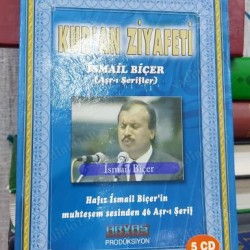 KUR'AN ZİYAFETİ
İSMAİL BİÇER
(Aşr-ı Şerifler)
İsmail Biçer
Hafız İsmail Biçer'in
muhteşem sesinden 46 Aşr-ı Şerif
PRODÜKSİYON
5 CD